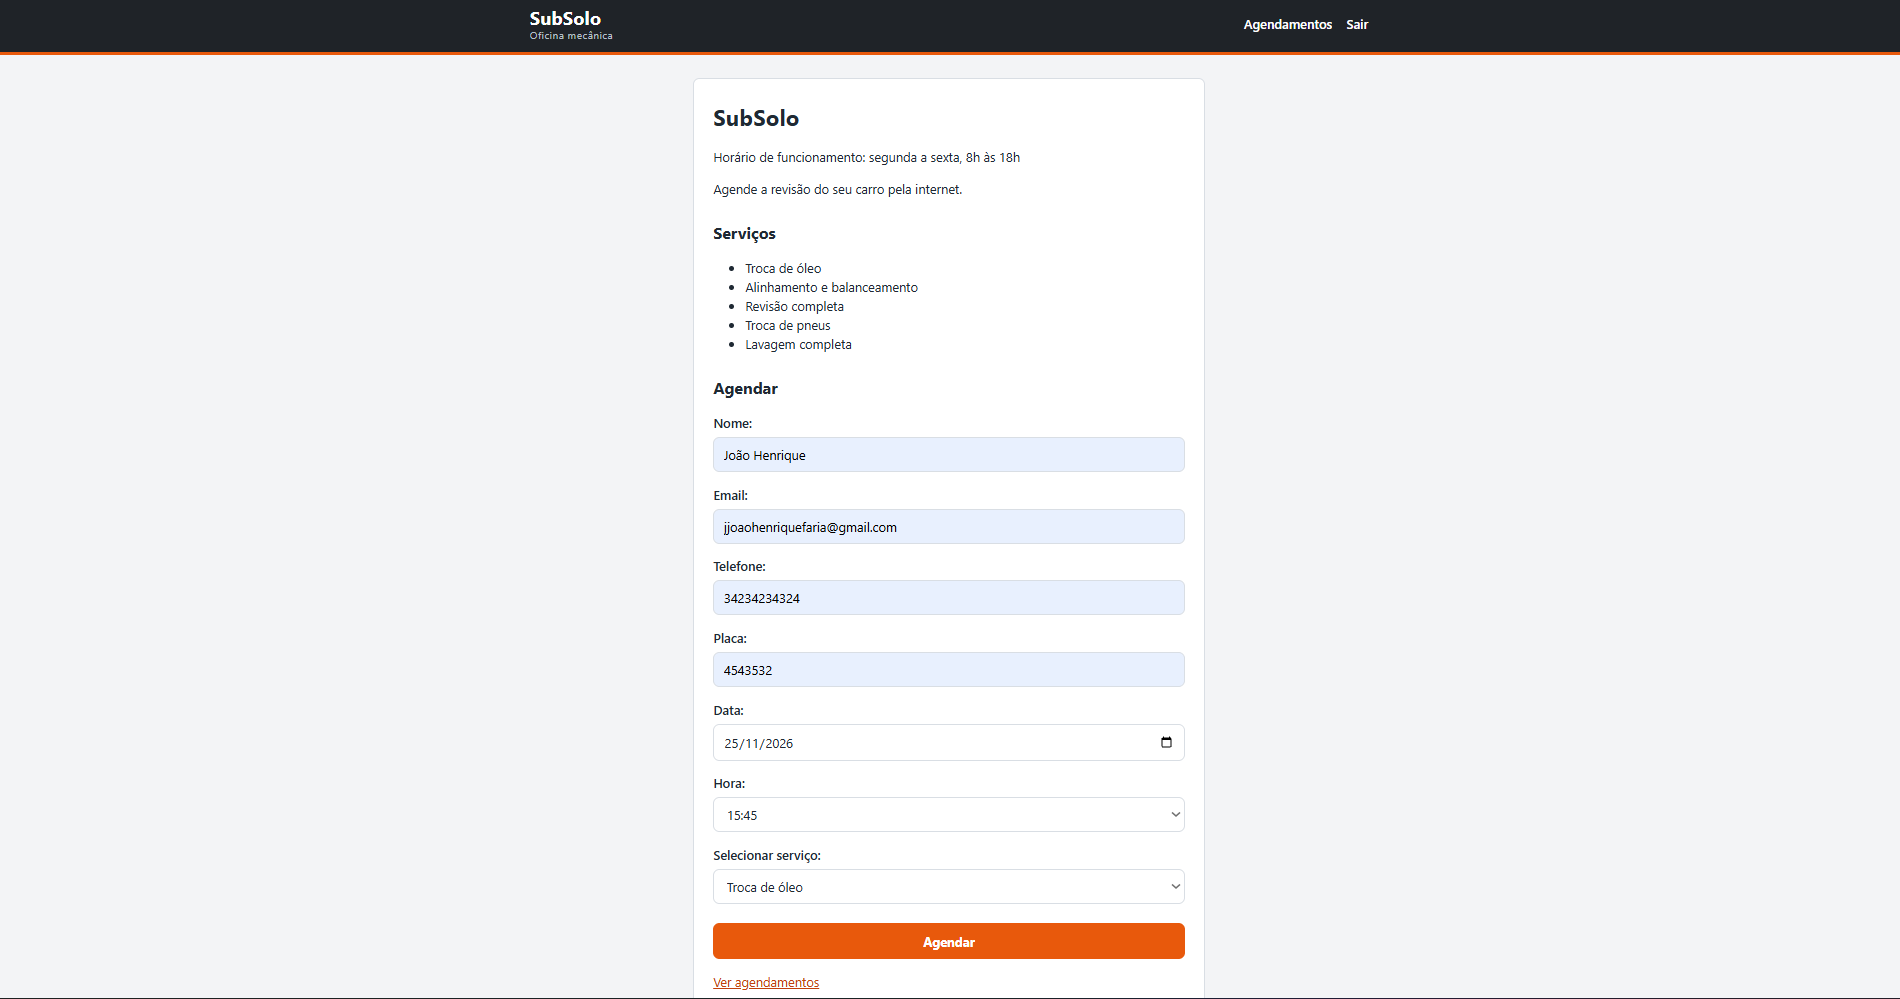 SubSolo
Oficina mecânica
Agendamentos Sair
SubSolo
Horário de funcionamento: segunda a sexta, 8h às 18h
Agende a revisão do seu carro pela internet.
Serviços
Troca de óleo
Alinhamento e balanceamento
Revisão completa
Troca de pneus
Lavagem completa
Agendar
Nome:
João Henrique
Email:
jjoaohenriquefaria@gmail.com
Telefone:
34234234324
Placa:
4543532
Data:
25/11/2026
Hora:
15:45
Selecionar serviço:
Troca de óleo
Agendar
Ver agendamentos